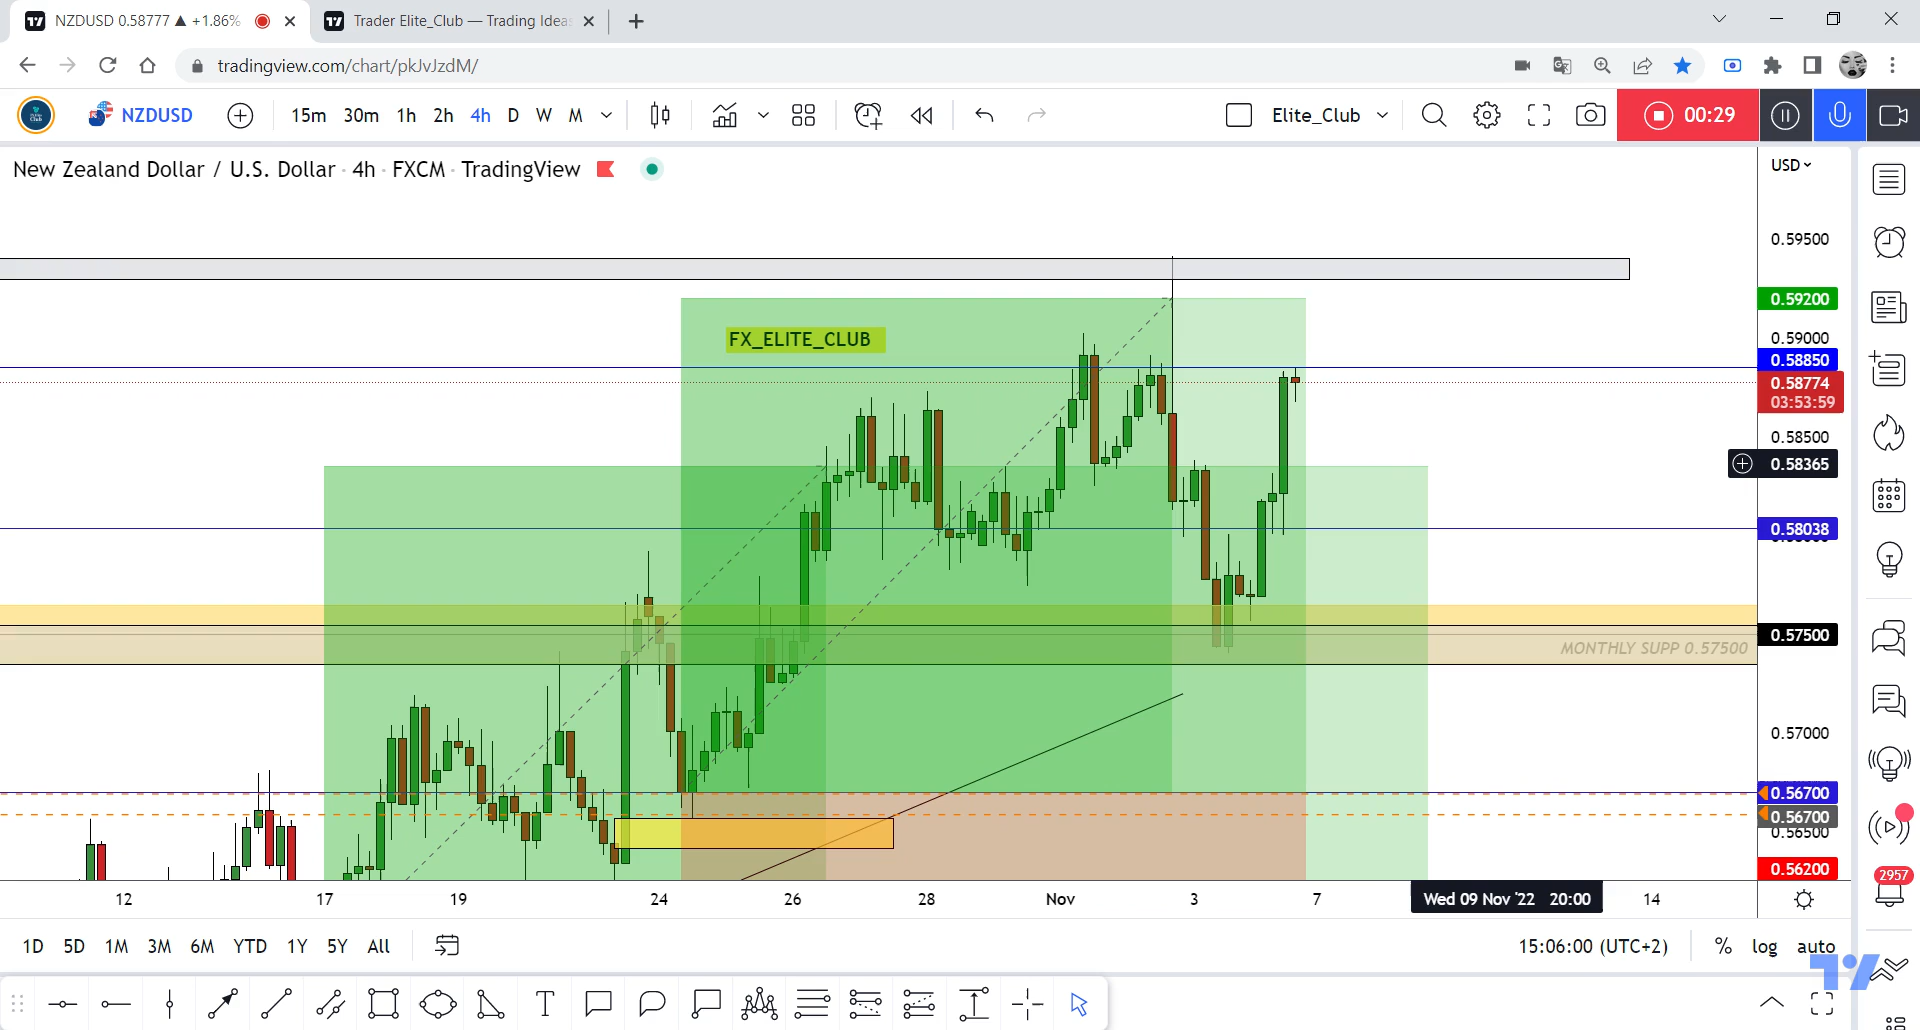 NZDUSD 0.58777 ▲ +1.86%
Trader Elite_Club — Trading Ideas
tradingview.com/chart/pkJvJzdM/
NZDUSD 15m 30m 1h 2h 4h D W M Elite_Club 00:29
New Zealand Dollar / U.S. Dollar · 4h · FXCM · TradingView
USD
0.59500
0.59200
FX_ELITE_CLUB
0.59000
0.58850
0.58774
03:53:59
0.58500
0.58365
0.58038
0.57500
MONTHLY SUPP 0.57500
0.57000
0.56700
0.56700
0.56500
0.56200
2957
12 17 19 24 26 28 Nov 3 7 Wed 09 Nov '22 20:00 14
1D 5D 1M 3M 6M YTD 1Y 5Y All 15:06:00 (UTC+2) % log auto